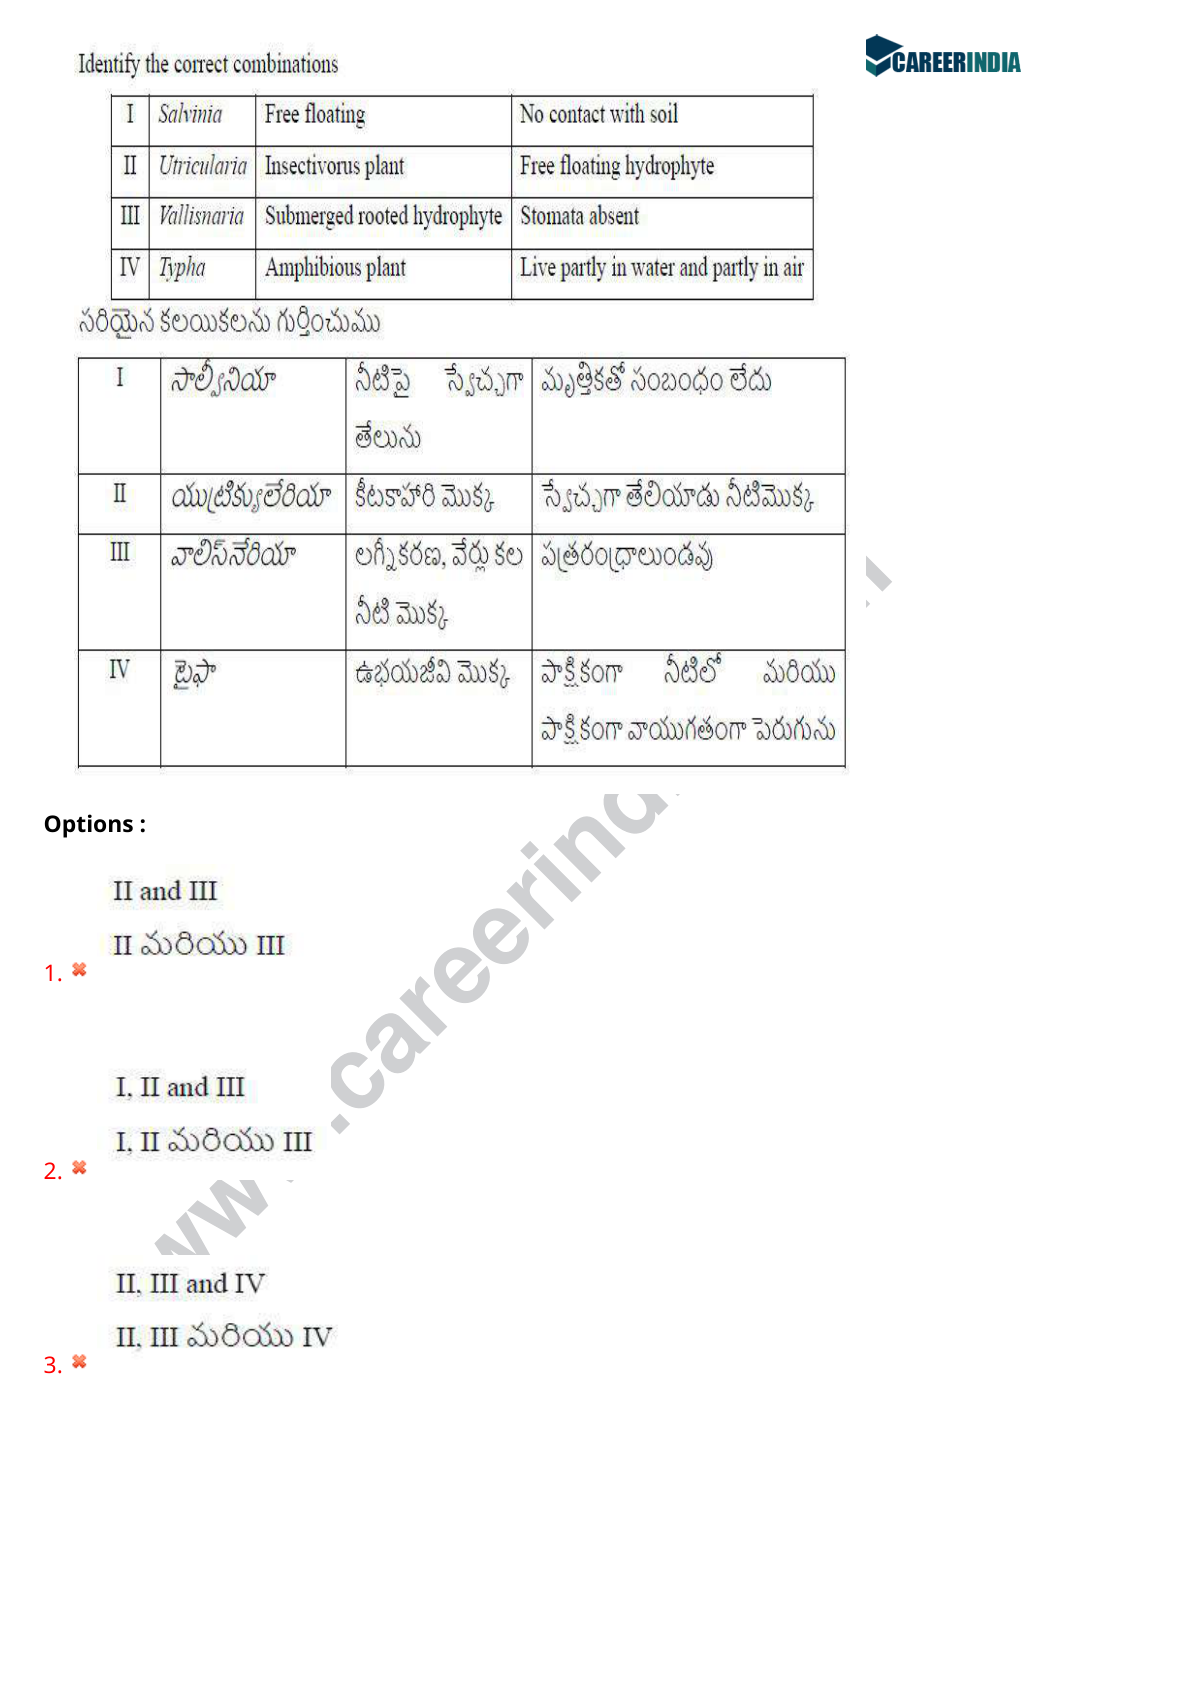 CAREERINDIA
Identify the correct combinations
I Salvinia Free floating No contact with soil
II Utricularia Insectivorus plant Free floating hydrophyte
III Vallisnaria Submerged rooted hydrophyte Stomata absent
IV Typha Amphibious plant Live partly in water and partly in air
సరియైన కలయికలను గుర్తించుము
I సాల్వీనియా నీటిపై స్వేచ్ఛగా మృత్తికతో సంబంధం లేదు
తేలును
II యుట్రిక్యులేరియా కీటకాహారి మొక్క స్వేచ్ఛగా తేలియాడు నీటిమొక్క
III వాలిస్‌నేరియా లగ్నీకరణ, వేర్లు కల పత్రరంధ్రాలుండవు
నీటి మొక్క
IV టైఫా ఉభయజీవి మొక్క పాక్షికంగా నీటిలో మరియు
పాక్షికంగా వాయుగతంగా పెరుగును
Options :
II and III
II మరియు III
1.
I, II and III
I, II మరియు III
2.
II, III and IV
II, III మరియు IV
3.